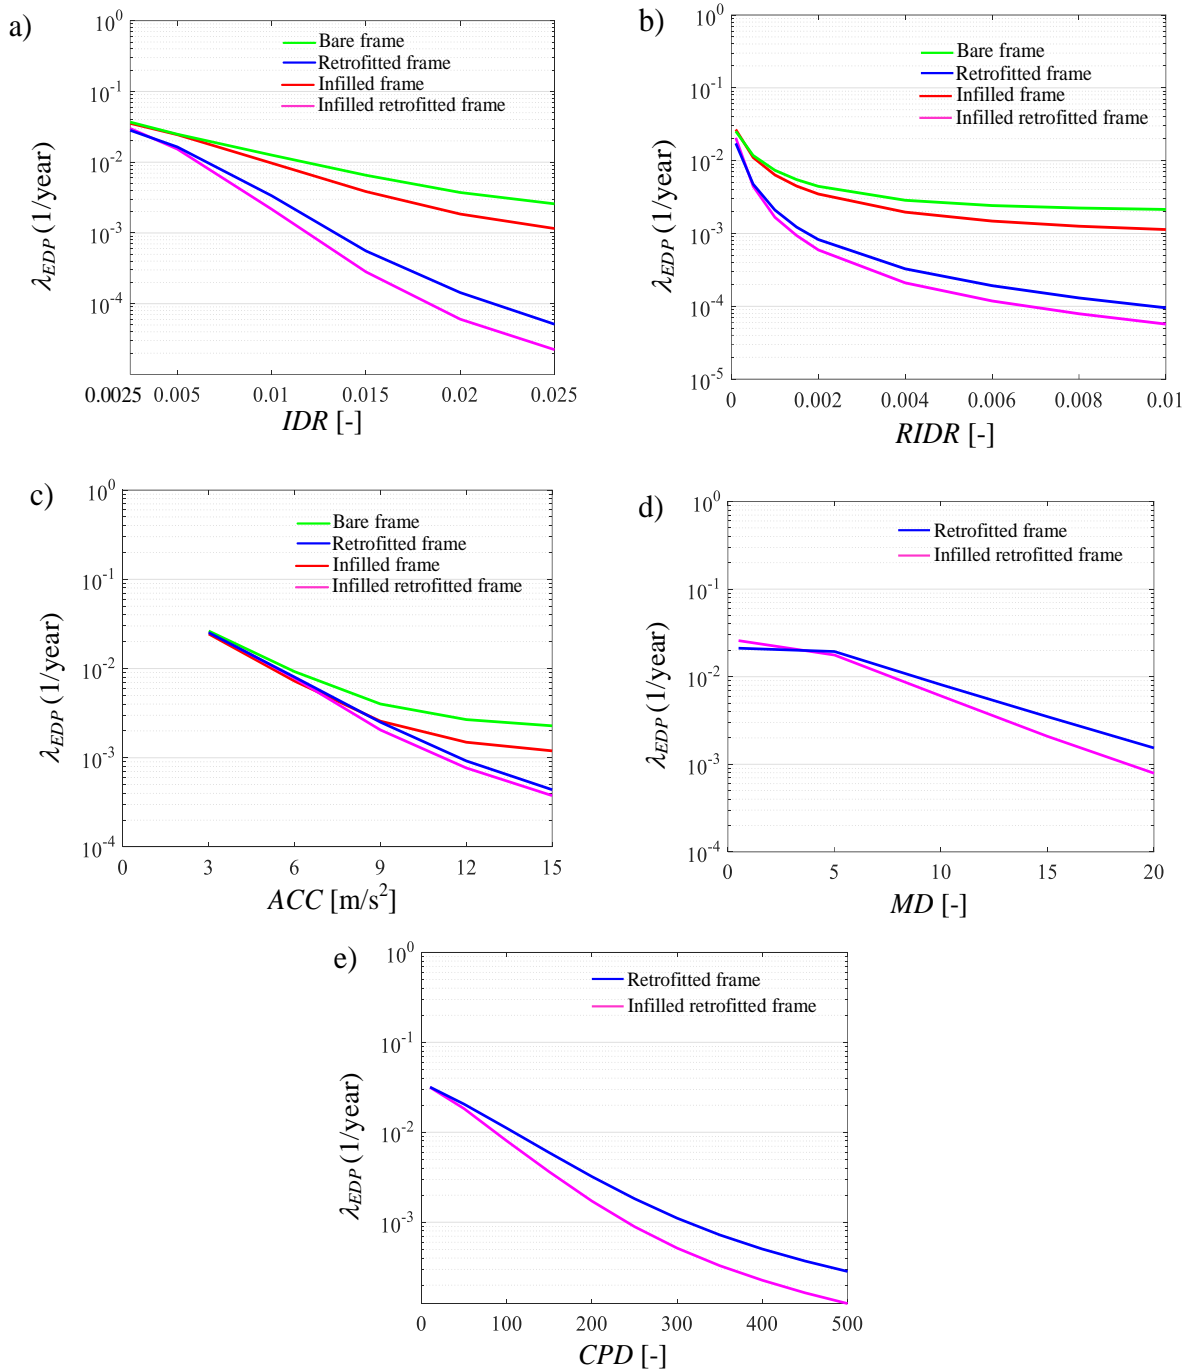 a)
10^0
10^-1
10^-2
10^-3
10^-4
λ_EDP (1/year)
Bare frame
Retrofitted frame
Infilled frame
Infilled retrofitted frame
0.0025 0.005 0.01 0.015 0.02 0.025
IDR [-]
b)
10^0
10^-1
10^-2
10^-3
10^-4
10^-5
λ_EDP (1/year)
Bare frame
Retrofitted frame
Infilled frame
Infilled retrofitted frame
0 0.002 0.004 0.006 0.008 0.01
RIDR [-]
c)
10^0
10^-1
10^-2
10^-3
10^-4
λ_EDP (1/year)
Bare frame
Retrofitted frame
Infilled frame
Infilled retrofitted frame
0 3 6 9 12 15
ACC [m/s²]
d)
10^0
10^-1
10^-2
10^-3
10^-4
λ_EDP (1/year)
Retrofitted frame
Infilled retrofitted frame
0 5 10 15 20
MD [-]
e)
10^0
10^-1
10^-2
10^-3
λ_EDP (1/year)
Retrofitted frame
Infilled retrofitted frame
0 100 200 300 400 500
CPD [-]